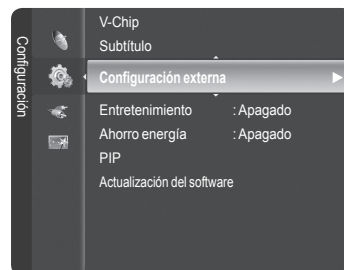 Configuración
V-Chip
Subtítulo
Configuración externa
Entretenimiento : Apagado
Ahorro energía : Apagado
PIP
Actualización del software